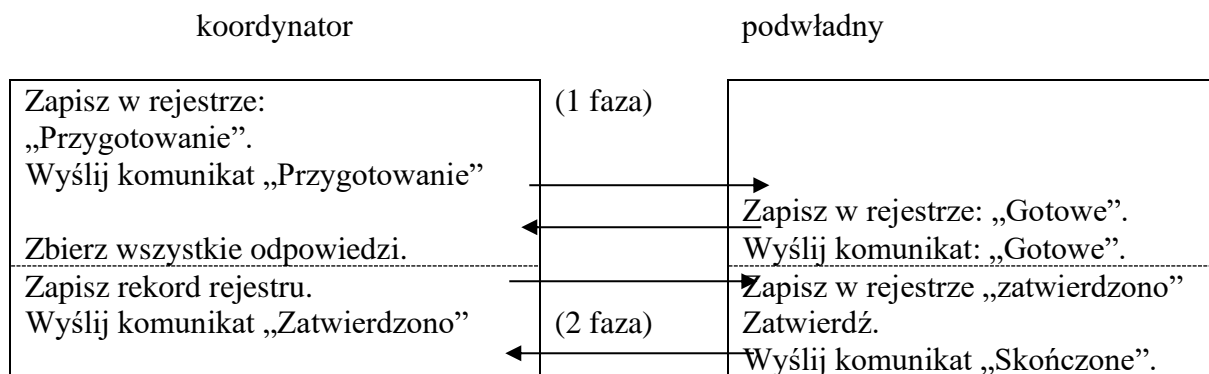 koordynator
podwładny
Zapisz w rejestrze:
„Przygotowanie”.
Wyślij komunikat „Przygotowanie”
Zbierz wszystkie odpowiedzi.
Zapisz rekord rejestru.
Wyślij komunikat „Zatwierdzono”
(1 faza)
(2 faza)
Zapisz w rejestrze: „Gotowe”.
Wyślij komunikat: „Gotowe”.
Zapisz w rejestrze „zatwierdzono”
Zatwierdź.
Wyślij komunikat „Skończone”.